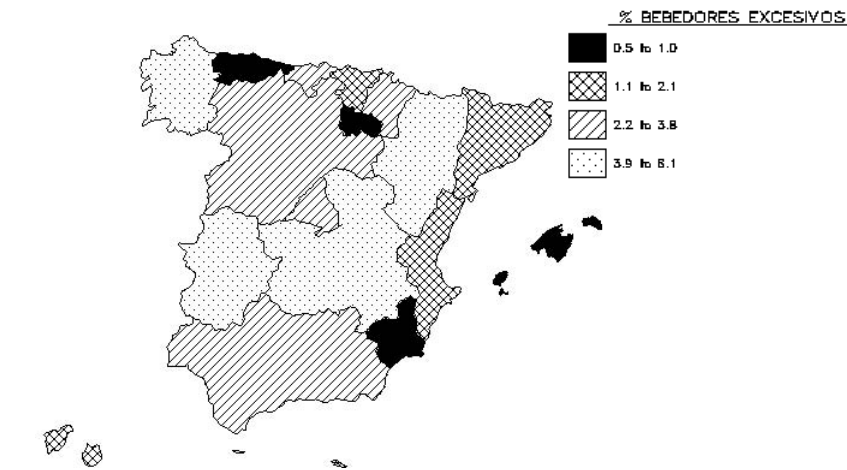 % BEBEDORES EXCESIVOS
0.5 to 1.0
1.1 to 2.1
2.2 to 3.8
3.9 to 6.1